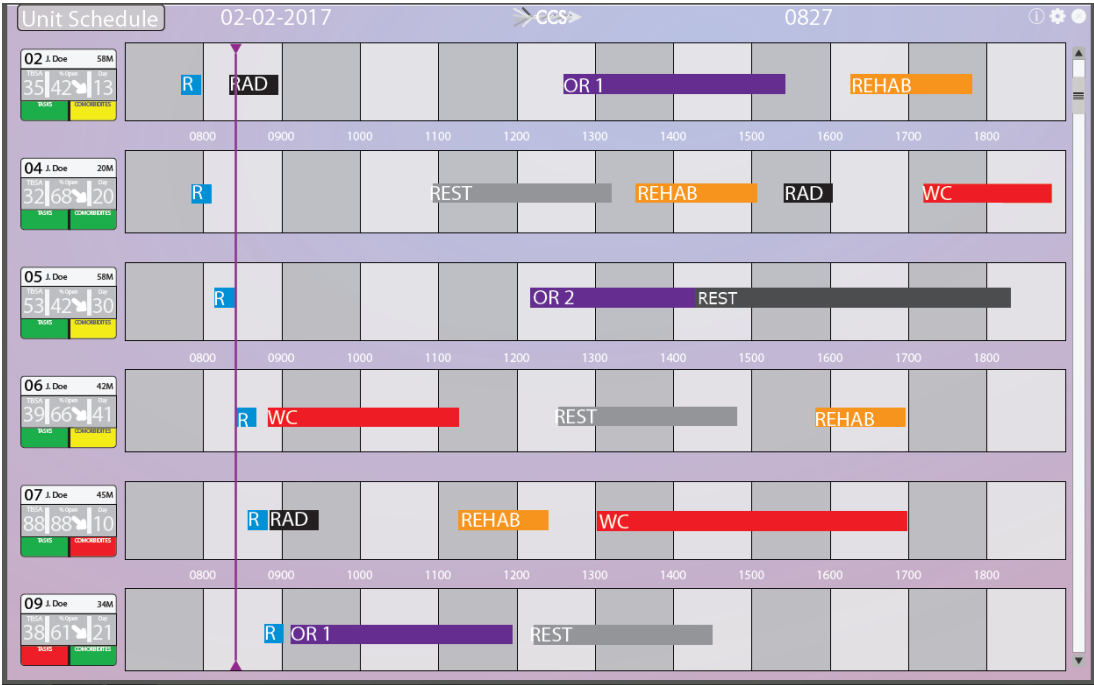 Unit Schedule 02-02-2017 CCS 0827
02 J. Doe 58M
TBSA % Open Day
35 42 13
TASKS COMORBIDITES
R RAD OR 1 REHAB
0800 0900 1000 1100 1200 1300 1400 1500 1600 1700 1800
04 J. Doe 20M
TBSA % Open Day
32 68 20
TASKS COMORBIDITES
R REST REHAB RAD WC
05 J. Doe 58M
TBSA % Open Day
53 42 30
TASKS COMORBIDITES
R OR 2 REST
0800 0900 1000 1100 1200 1300 1400 1500 1600 1700 1800
06 J. Doe 42M
TBSA % Open Day
39 66 41
TASKS COMORBIDITES
R WC REST REHAB
07 J. Doe 45M
TBSA % Open Day
88 88 10
TASKS COMORBIDITES
R RAD REHAB WC
0800 0900 1000 1100 1200 1300 1400 1500 1600 1700 1800
09 J. Doe 34M
TBSA % Open Day
38 61 21
TASKS COMORBIDITES
R OR 1 REST